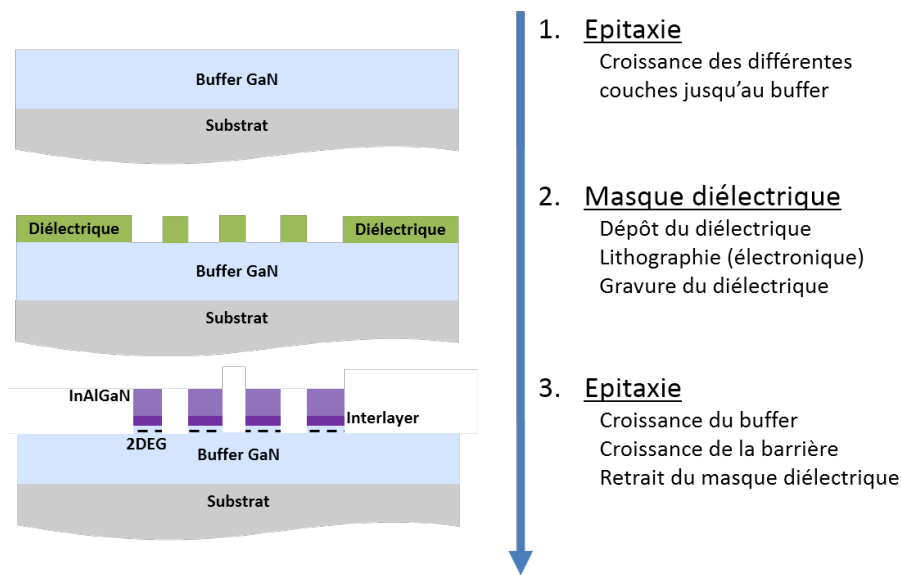 1. Epitaxie
Croissance des différentes
couches jusqu'au buffer
Buffer GaN
Substrat
2. Masque diélectrique
Dépôt du diélectrique
Lithographie (électronique)
Gravure du diélectrique
Diélectrique
Diélectrique
Buffer GaN
Substrat
3. Epitaxie
Croissance du buffer
Croissance de la barrière
Retrait du masque diélectrique
InAlGaN
Interlayer
2DEG
Buffer GaN
Substrat